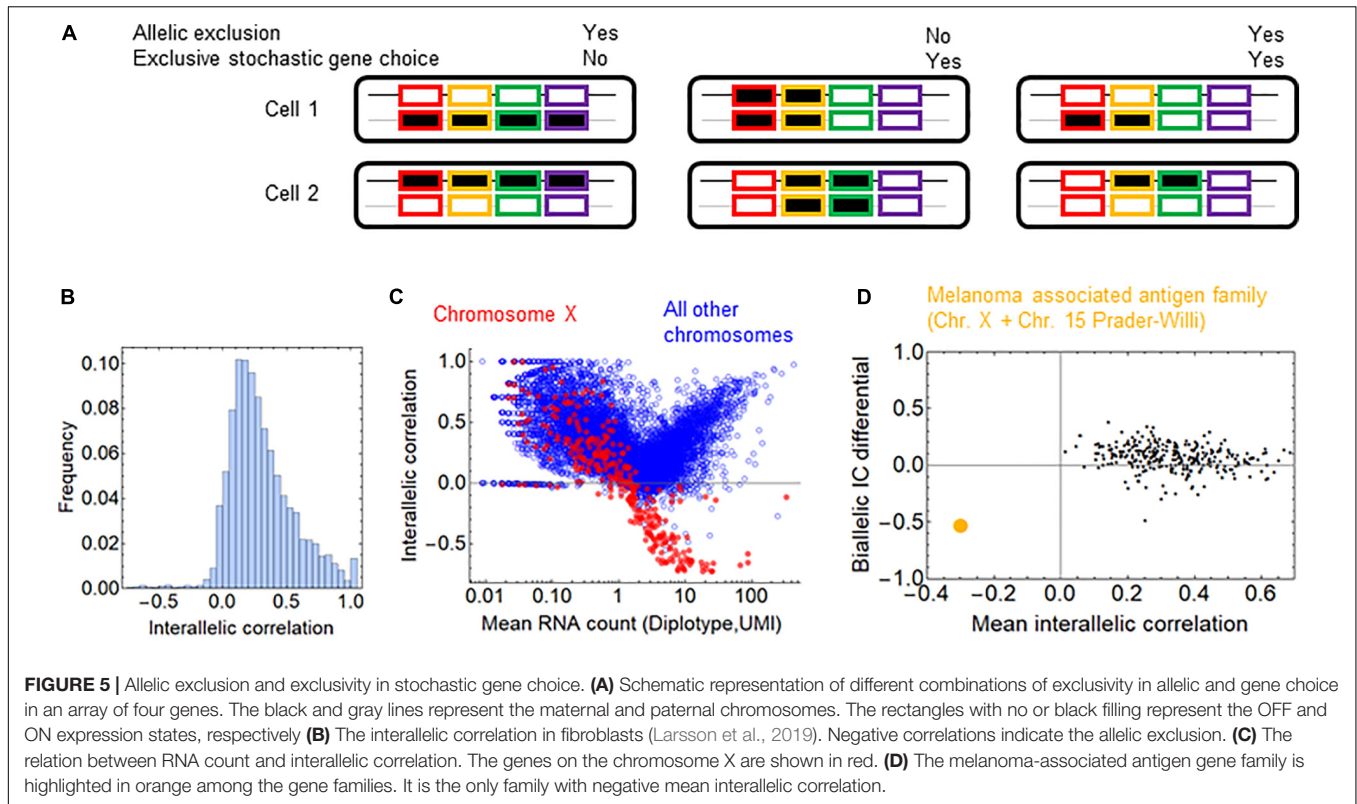 A
Allelic exclusion Yes No Yes
Exclusive stochastic gene choice No Yes Yes
Cell 1
Cell 2
B
Frequency
0.10
0.08
0.06
0.04
0.02
0.00
−0.5 0.0 0.5 1.0
Interallelic correlation
C
Chromosome X
All other
chromosomes
Interallelic correlation
1.0
0.5
0.0
−0.5
0.01 0.10 1 10 100
Mean RNA count (Diplotype,UMI)
D
Melanoma associated antigen family
(Chr. X + Chr. 15 Prader-Willi)
Biallelic IC differential
1.0
0.5
0.0
−0.5
−1.0
−0.4 −0.2 0.0 0.2 0.4 0.6
Mean interallelic correlation
FIGURE 5 | Allelic exclusion and exclusivity in stochastic gene choice. (A) Schematic representation of different combinations of exclusivity in allelic and gene choice
in an array of four genes. The black and gray lines represent the maternal and paternal chromosomes. The rectangles with no or black filling represent the OFF and
ON expression states, respectively (B) The interallelic correlation in fibroblasts (Larsson et al., 2019). Negative correlations indicate the allelic exclusion. (C) The
relation between RNA count and interallelic correlation. The genes on the chromosome X are shown in red. (D) The melanoma-associated antigen gene family is
highlighted in orange among the gene families. It is the only family with negative mean interallelic correlation.